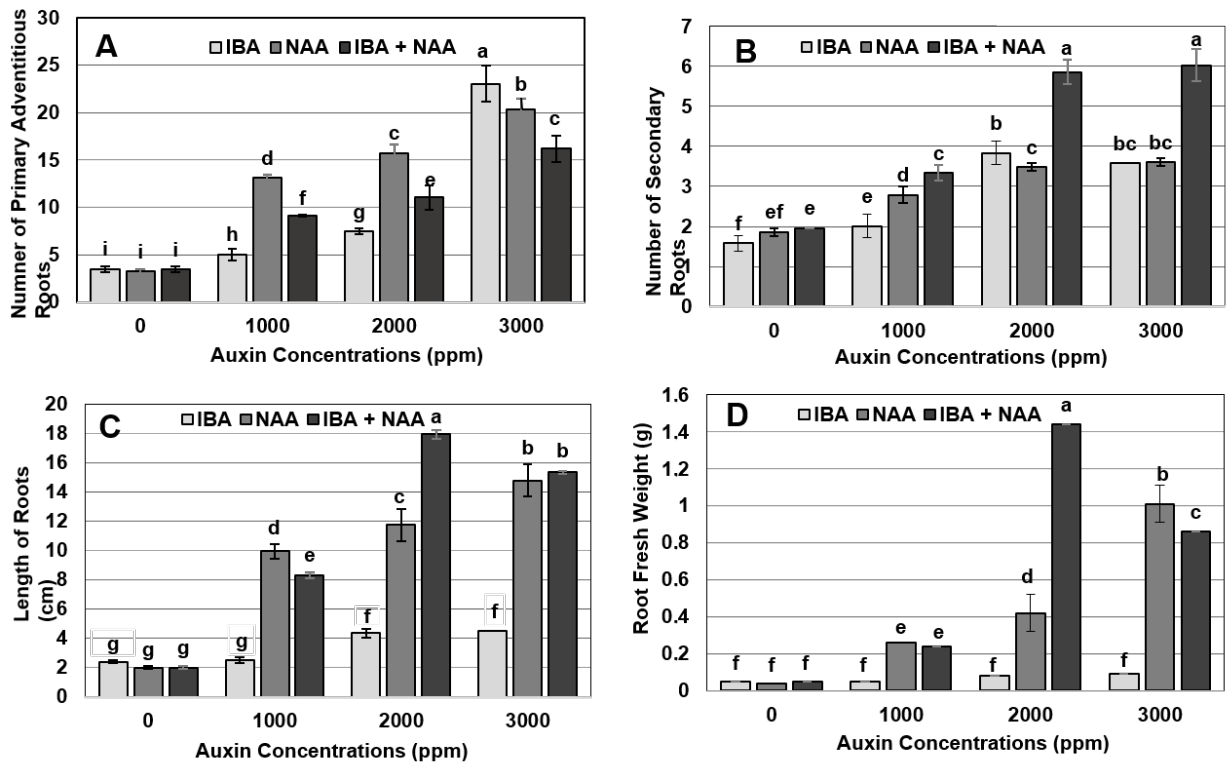 A
IBA NAA IBA + NAA
Numner of Primary Adventitious
Roots
30
25
20
15
10
5
0
i i i
h d f
g c e
a b c
0 1000 2000 3000
Auxin Concentrations (ppm)
B
IBA NAA IBA + NAA
Number of Secondary
Roots
7
6
5
4
3
2
1
0
f ef e
e d c
b c a
bc bc a
0 1000 2000 3000
Auxin Concentrations (ppm)
C
IBA NAA IBA + NAA
Length of Roots
(cm)
20
18
16
14
12
10
8
6
4
2
0
g g g
g d e
f c a
f b b
0 1000 2000 3000
Auxin Concentrations (ppm)
D
IBA NAA IBA + NAA
Root Fresh Weight (g)
1.6
1.4
1.2
1
0.8
0.6
0.4
0.2
0
f f f
f e e
f d a
f b c
0 1000 2000 3000
Auxin Concentrations (ppm)